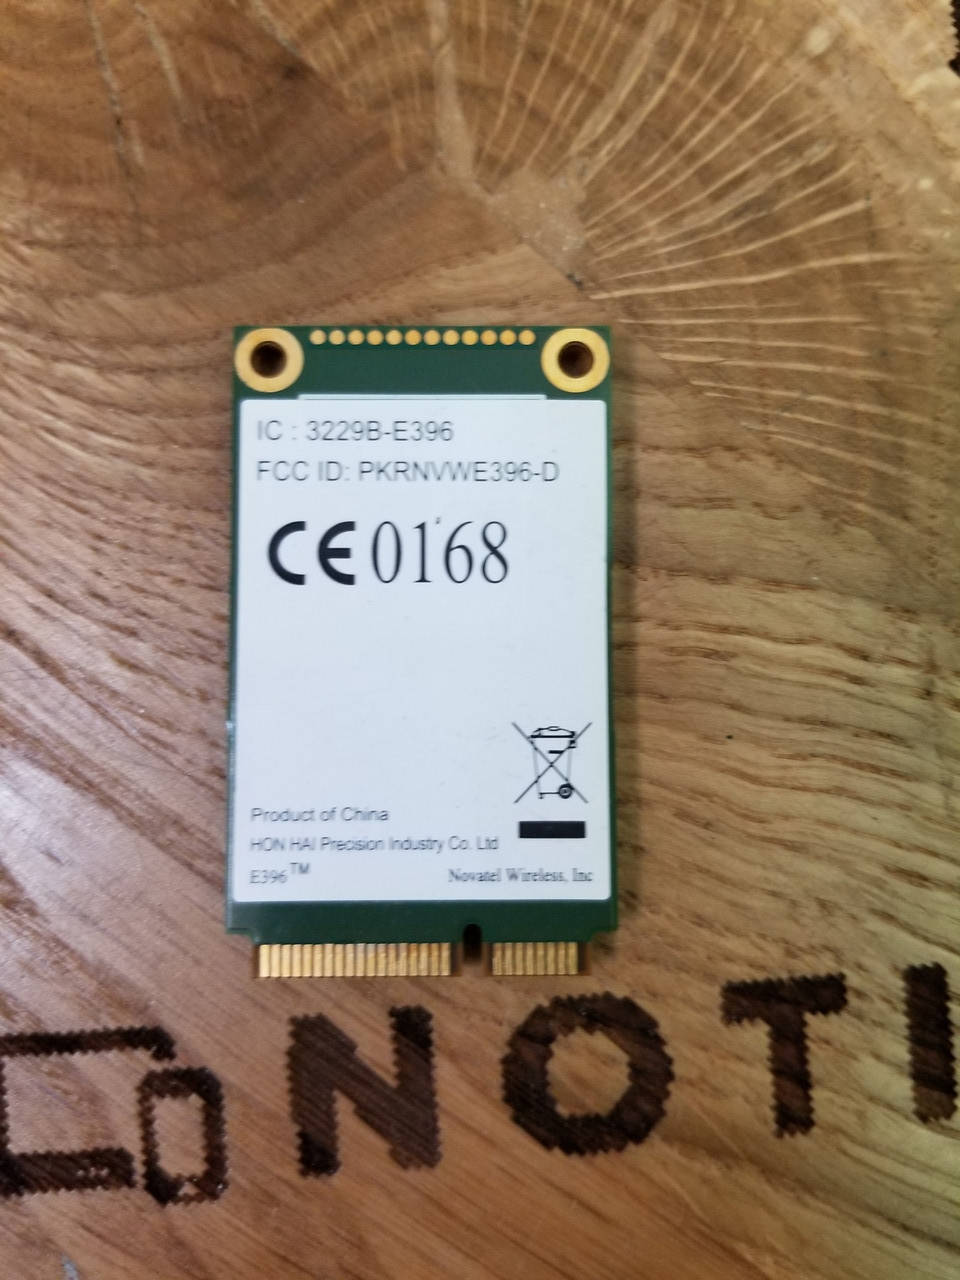 IC : 3229B-E396
FCC ID: PKRNVWE396-D
CE 0168
Product of China
HON HAI Precision Industry Co. Ltd
E396™ Novatel Wireless, Inc
NOTI